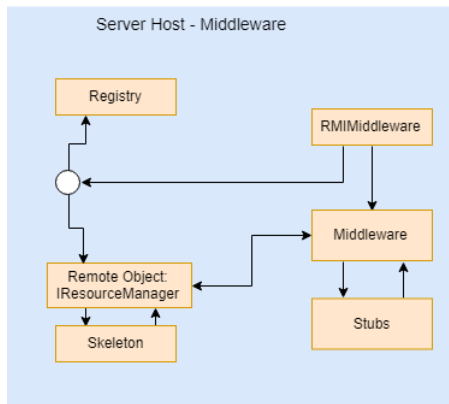 Server Host - Middleware
Registry
RMIMiddleware
Middleware
Remote Object:
IResourceManager
Stubs
Skeleton